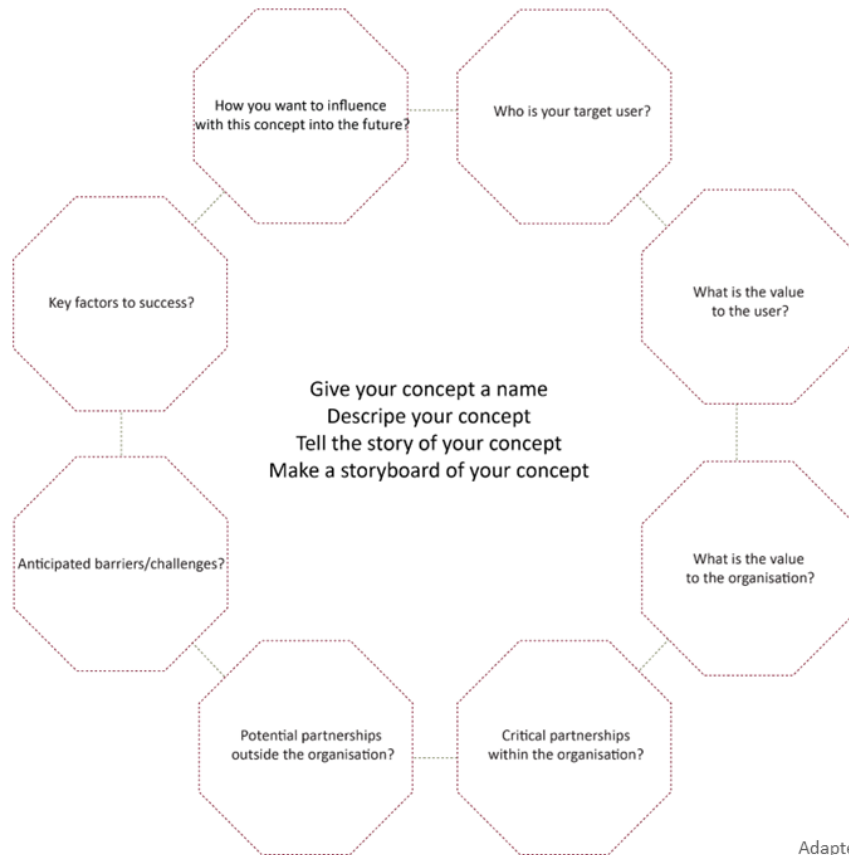 How you want to influence
with this concept into the future?
Who is your target user?
Key factors to success?
What is the value
to the user?
Give your concept a name
Descripe your concept
Tell the story of your concept
Make a storyboard of your concept
Anticipated barriers/challenges?
What is the value
to the organisation?
Potential partnerships
outside the organisation?
Critical partnerships
within the organisation?
Adapte